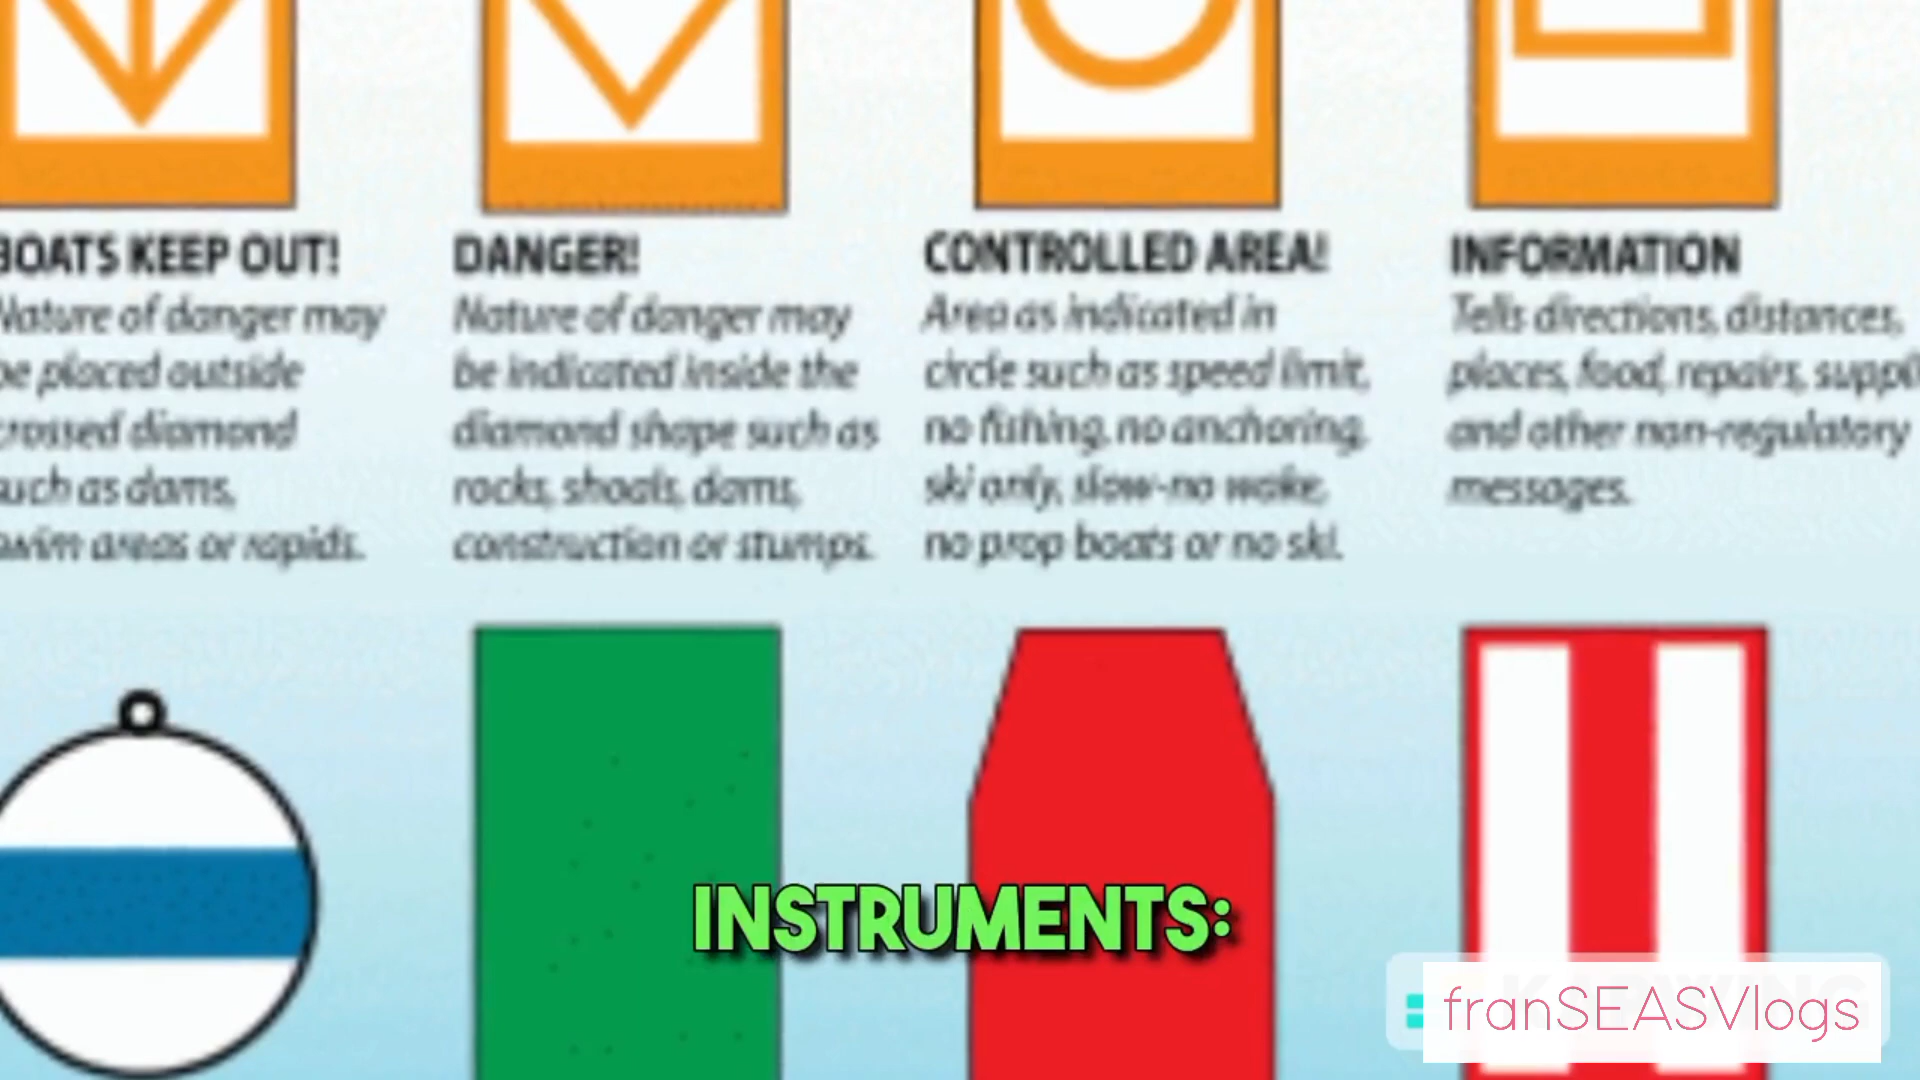 BOATS KEEP OUT!
Nature of danger may
be placed outside
crossed diamond
such as dams,
swim areas or rapids.
DANGER!
Nature of danger may
be indicated inside the
diamond shape such as
rocks, shoals, dams,
construction or stumps.
CONTROLLED AREA!
Area as indicated in
circle such as speed limit,
no fishing, no anchoring,
ski only, slow-no wake,
no prop boats or no ski.
INFORMATION
Tells directions, distances,
places, food, repairs,
and other non-regulatory
messages.
INSTRUMENTS:
franSEASVlogs